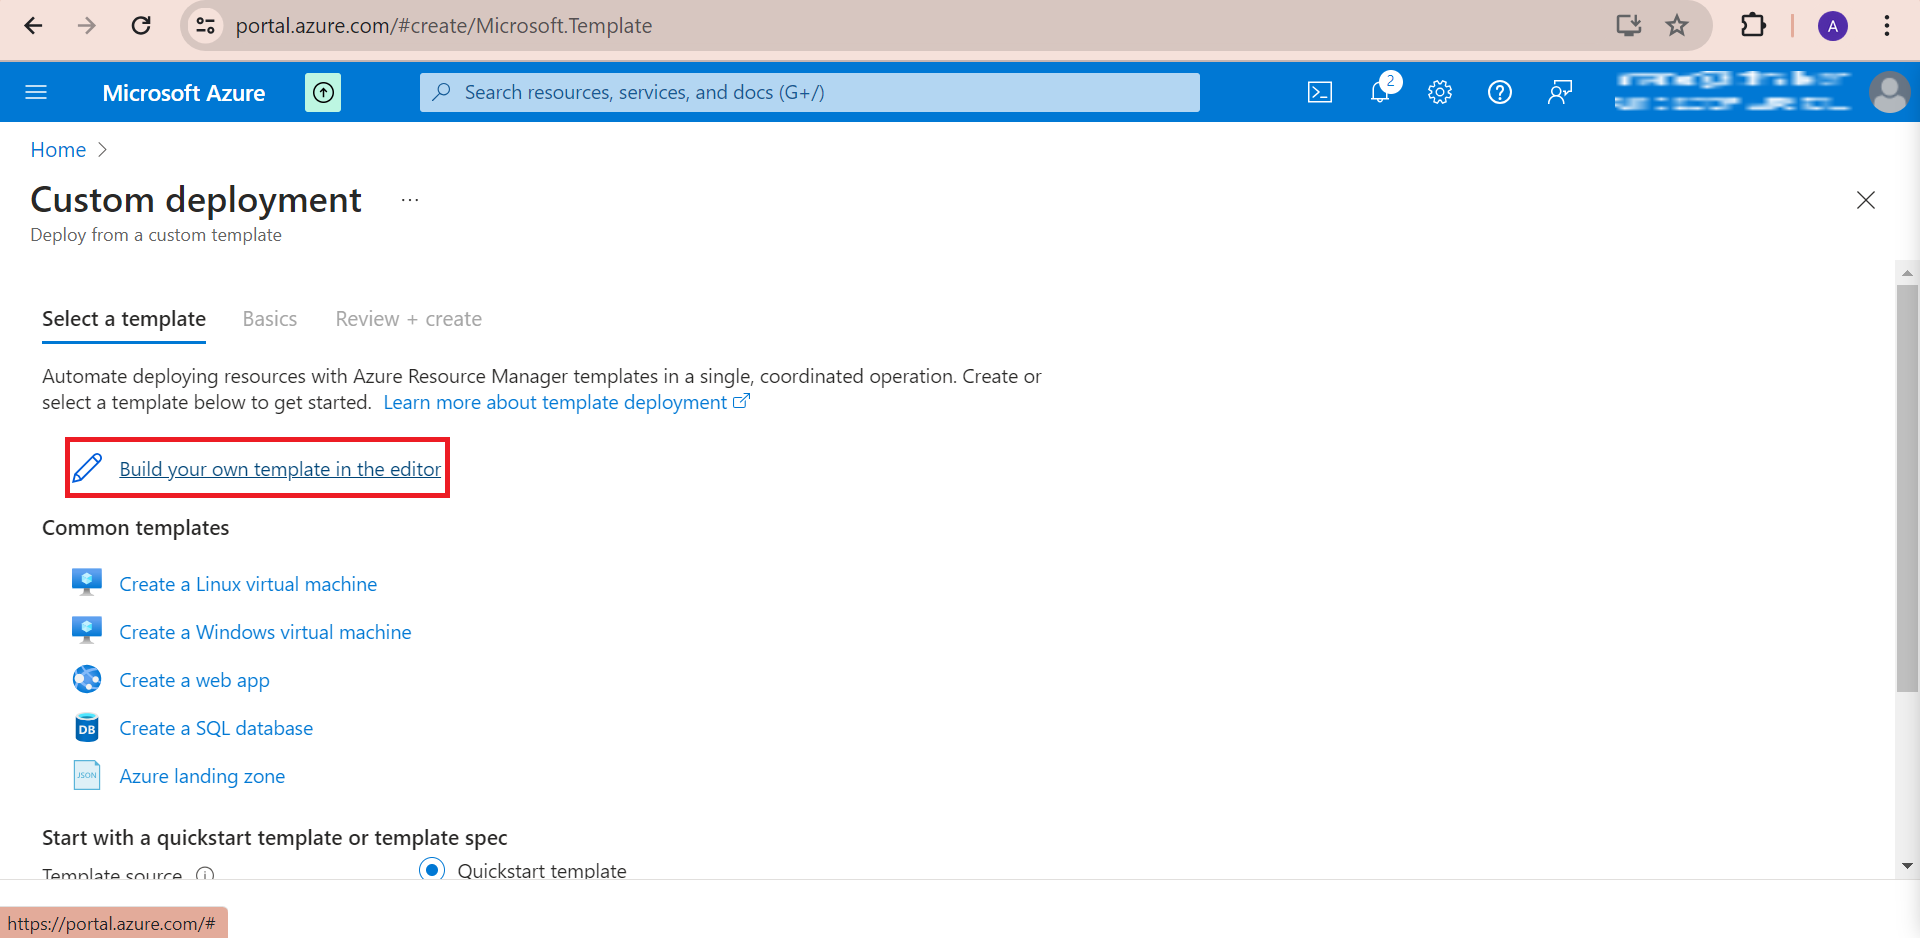 portal.azure.com/#create/Microsoft.Template
A
Microsoft Azure
Search resources, services, and docs (G+/)
2
Home
Custom deployment
...
Deploy from a custom template
Select a template
Basics
Review + create
Automate deploying resources with Azure Resource Manager templates in a single, coordinated operation. Create or
select a template below to get started. Learn more about template deployment
Build your own template in the editor
Common templates
Create a Linux virtual machine
Create a Windows virtual machine
Create a web app
DB
Create a SQL database
JSON
Azure landing zone
Start with a quickstart template or template spec
Template source
Quickstart template
https://portal.azure.com/#